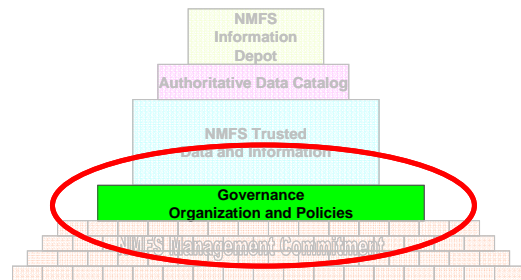 NMFS
Information
Depot
Authoritative Data Catalog
NMFS Trusted
Data and Information
Governance
Organization and Policies
NMFS Management Commitment